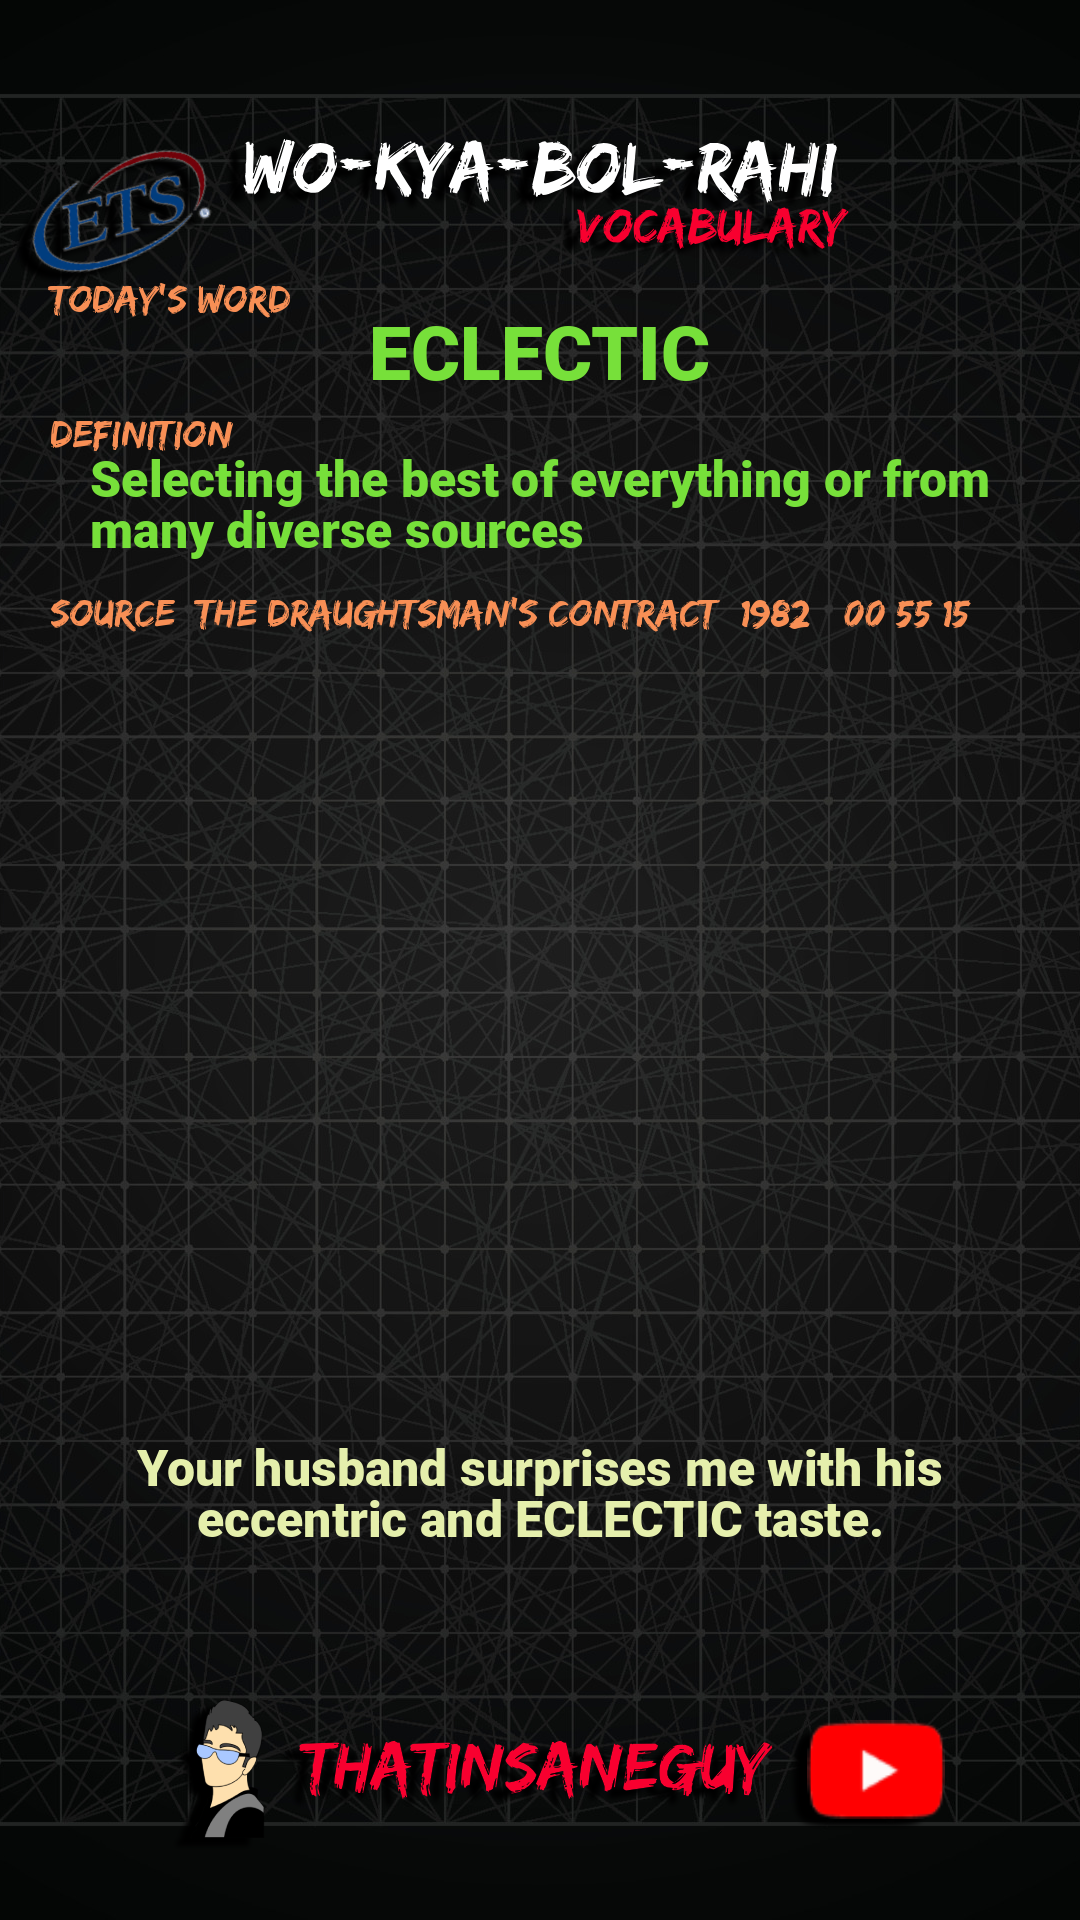 ETS
WO-KYA-BOL-RAHI
VOCABULARY
TODAY'S WORD
ECLECTIC
DEFINITION
Selecting the best of everything or from
many diverse sources
SOURCE THE DRAUGHTSMAN'S CONTRACT 1982 00 55 15
Your husband surprises me with his
eccentric and ECLECTIC taste.
THATINSANEGUY